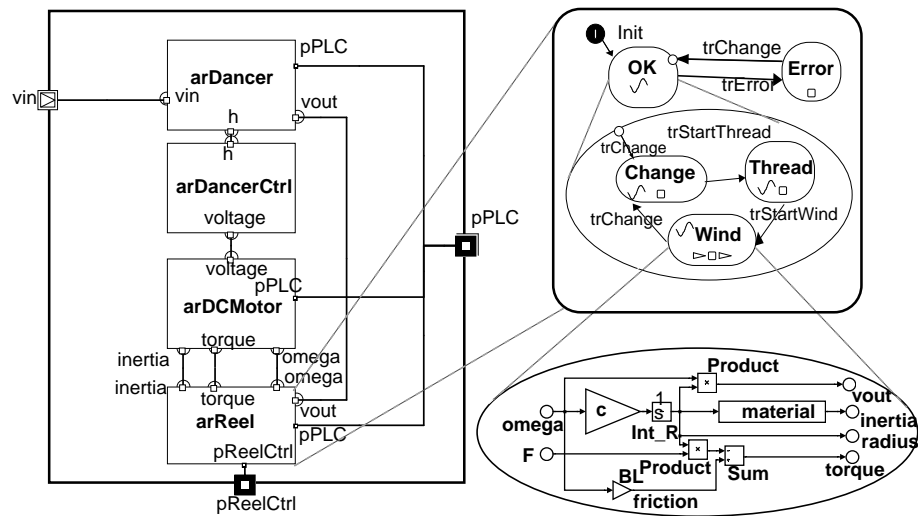 pPLC
arDancer
vin
vin
vout
h
h
arDancerCtrl
voltage
pPLC
voltage
pPLC
arDCMotor
torque
inertia
omega
inertia
omega
torque
vout
arReel
pPLC
pReelCtrl
pReelCtrl
Init
trChange
OK
Error
trError
trStartThread
trChange
Change
Thread
trChange
trStartWind
Wind
Product
×
vout
c
1
s
material
omega
Int_R
inertia
radius
F
×
Product
Sum
torque
BL
friction